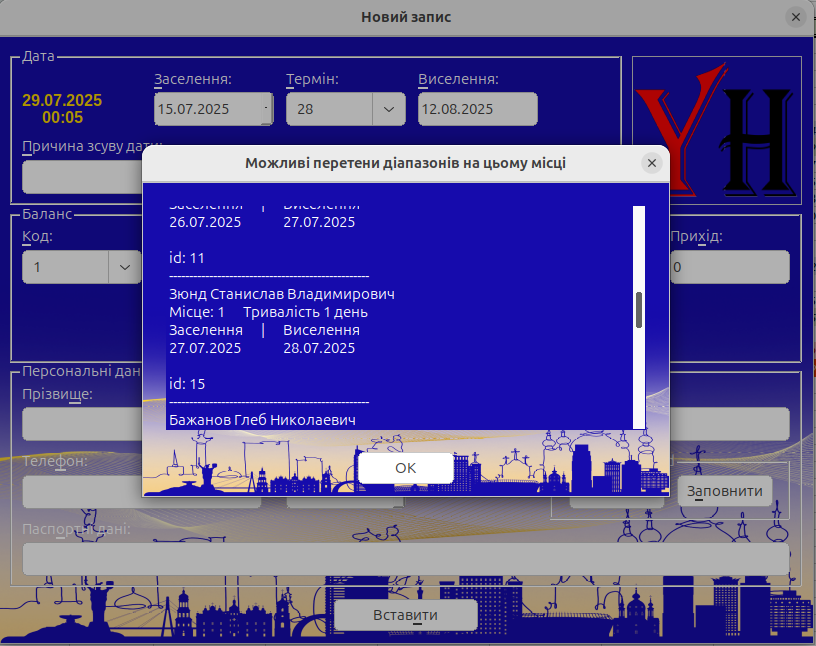 Новий запис
Дата
29.07.2025
00:05
Заселення:
15.07.2025
Термін:
28
Виселення:
12.08.2025
Причина зсуву дати
УН
Баланс
Код:
1
Прихід:
0
Можливі перетени діапазонів на цьому місці
Заселення | Виселення
26.07.2025 27.07.2025
id: 11
--------------------------------------------------
Зюнд Станислав Владимирович
Місце: 1 Тривалість 1 день
Заселення | Виселення
27.07.2025 28.07.2025
id: 15
--------------------------------------------------
Бажанов Глеб Николаевич
OK
Персональні дан
Прізвище:
Телефон:
Заповнити
Паспортні дані:
Вставити